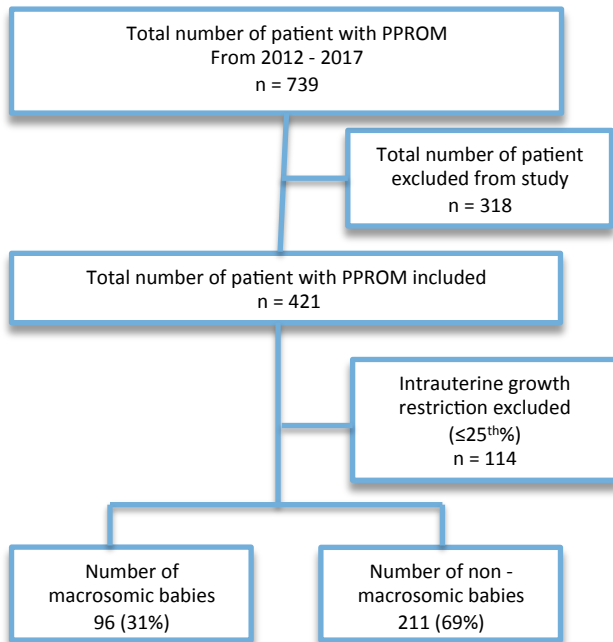 Total number of patient with PPROM
From 2012 - 2017
n = 739
Total number of patient
excluded from study
n = 318
Total number of patient with PPROM included
n = 421
Intrauterine growth
restriction excluded
(≤25th%)
n = 114
Number of
macrosomic babies
96 (31%)
Number of non -
macrosomic babies
211 (69%)